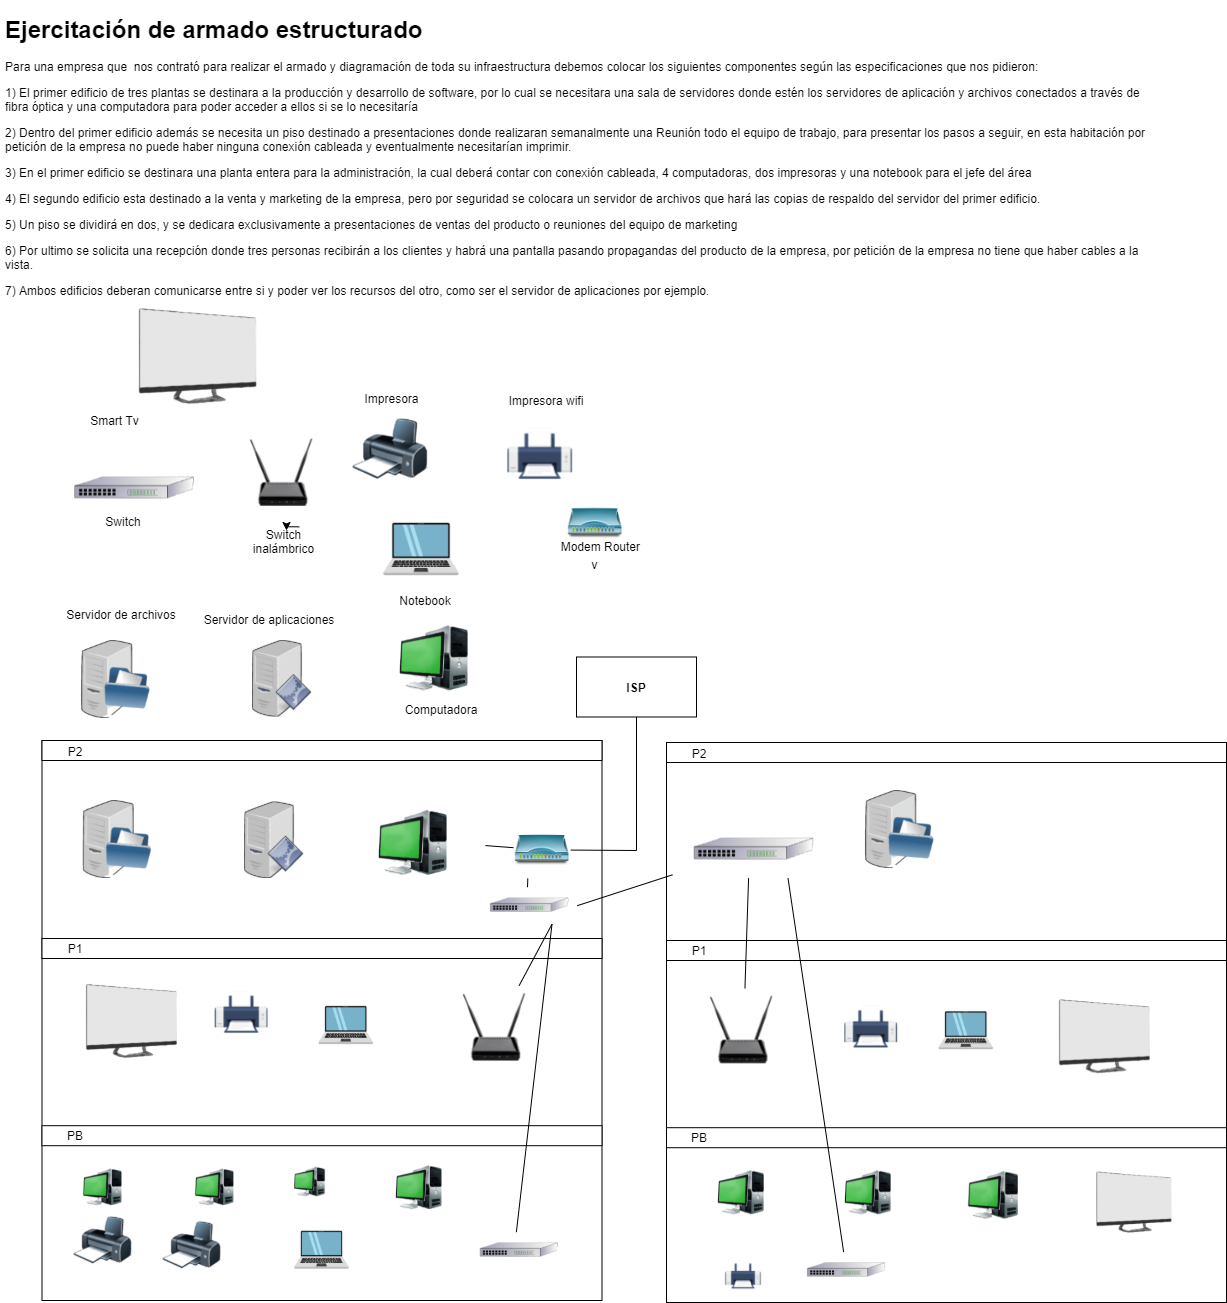 Ejercitación de armado estructurado
Para una empresa que  nos contrató para realizar el armado y diagramación de toda su infraestructura debemos colocar los siguientes componentes según las especificaciones que nos pidieron:
1) El primer edificio de tres plantas se destinara a la producción y desarrollo de software, por lo cual se necesitara una sala de servidores donde estén los servidores de aplicación y archivos conectados a través de
fibra óptica y una computadora para poder acceder a ellos si se lo necesitaría
2) Dentro del primer edificio además se necesita un piso destinado a presentaciones donde realizaran semanalmente una Reunión todo el equipo de trabajo, para presentar los pasos a seguir, en esta habitación por
petición de la empresa no puede haber ninguna conexión cableada y eventualmente necesitarían imprimir.
3) En el primer edificio se destinara una planta entera para la administración, la cual deberá contar con conexión cableada, 4 computadoras, dos impresoras y una notebook para el jefe del área
4) El segundo edificio esta destinado a la venta y marketing de la empresa, pero por seguridad se colocara un servidor de archivos que hará las copias de respaldo del servidor del primer edificio.
5) Un piso se dividirá en dos, y se dedicara exclusivamente a presentaciones de ventas del producto o reuniones del equipo de marketing
6) Por ultimo se solicita una recepción donde tres personas recibirán a los clientes y habrá una pantalla pasando propagandas del producto de la empresa, por petición de la empresa no tiene que haber cables a la
vista.
7) Ambos edificios deberan comunicarse entre si y poder ver los recursos del otro, como ser el servidor de aplicaciones por ejemplo.
Smart Tv
Impresora
Impresora wifi
Switch
Switch
inalámbrico
Modem Router
v
Notebook
Servidor de archivos
Servidor de aplicaciones
Computadora
ISP
P2
P2
P1
P1
PB
PB